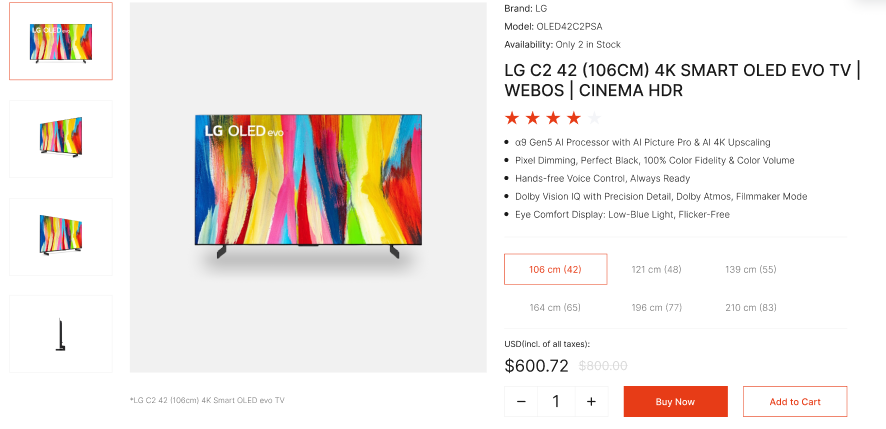 LG OLED evo
LG OLED evo
*LG C2 42 (106cm) 4K Smart OLED evo TV
Brand: LG
Model: OLED42C2PSA
Availability: Only 2 in Stock
LG C2 42 (106CM) 4K SMART OLED EVO TV |
WEBOS | CINEMA HDR
α9 Gen5 AI Processor with AI Picture Pro & AI 4K Upscaling
Pixel Dimming, Perfect Black, 100% Color Fidelity & Color Volume
Hands-free Voice Control, Always Ready
Dolby Vision IQ with Precision Detail, Dolby Atmos, Filmmaker Mode
Eye Comfort Display: Low-Blue Light, Flicker-Free
106 cm (42) 121 cm (48) 139 cm (55)
164 cm (65) 196 cm (77) 210 cm (83)
USD(incl. of all taxes):
$600.72 $800.00
− 1 + Buy Now Add to Cart